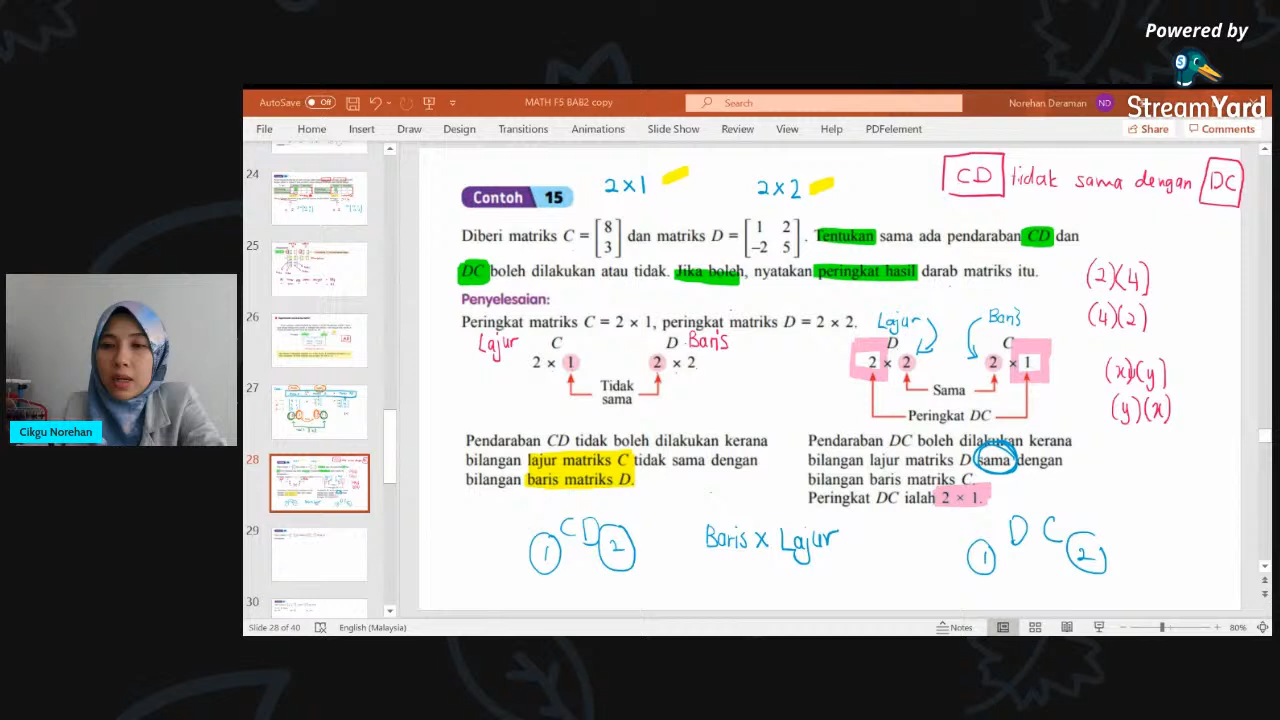 Powered by
StreamYard
AutoSave Off
MATH F5 BAB2 copy
Search
Norehan Deraman ND
File Home Insert Draw Design Transitions Animations Slide Show Review View Help PDFelement
Share Comments
24
25
26
27
28
29
30
2 x 1
2 x 2
CD tidak sama dengan DC
Contoh 15
Diberi matriks C = [8 3] dan matriks D = [1 2 -2 5]. Tentukan sama ada pendaraban CD dan
DC boleh dilakukan atau tidak. Jika boleh, nyatakan peringkat hasil darab matriks itu.
Penyelesaian:
Peringkat matriks C = 2 × 1, peringkat matriks D = 2 × 2.
Lajur C D Baris
2 × 1 2 × 2
Tidak
sama
Pendaraban CD tidak boleh dilakukan kerana
bilangan lajur matriks C tidak sama dengan
bilangan baris matriks D.
Lajur Baris
D C
2 × 2 2 × 1
Sama
Peringkat DC
Pendaraban DC boleh dilakukan kerana
bilangan lajur matriks D sama dengan
bilangan baris matriks C.
Peringkat DC ialah 2 × 1.
(2)(4)
(4)(2)
(x)(y)
(y)(x)
1 CD 2
Baris x Lajur
1 D C 2
Cikgu Norehan
Slide 28 of 40 English (Malaysia)
Notes
80%